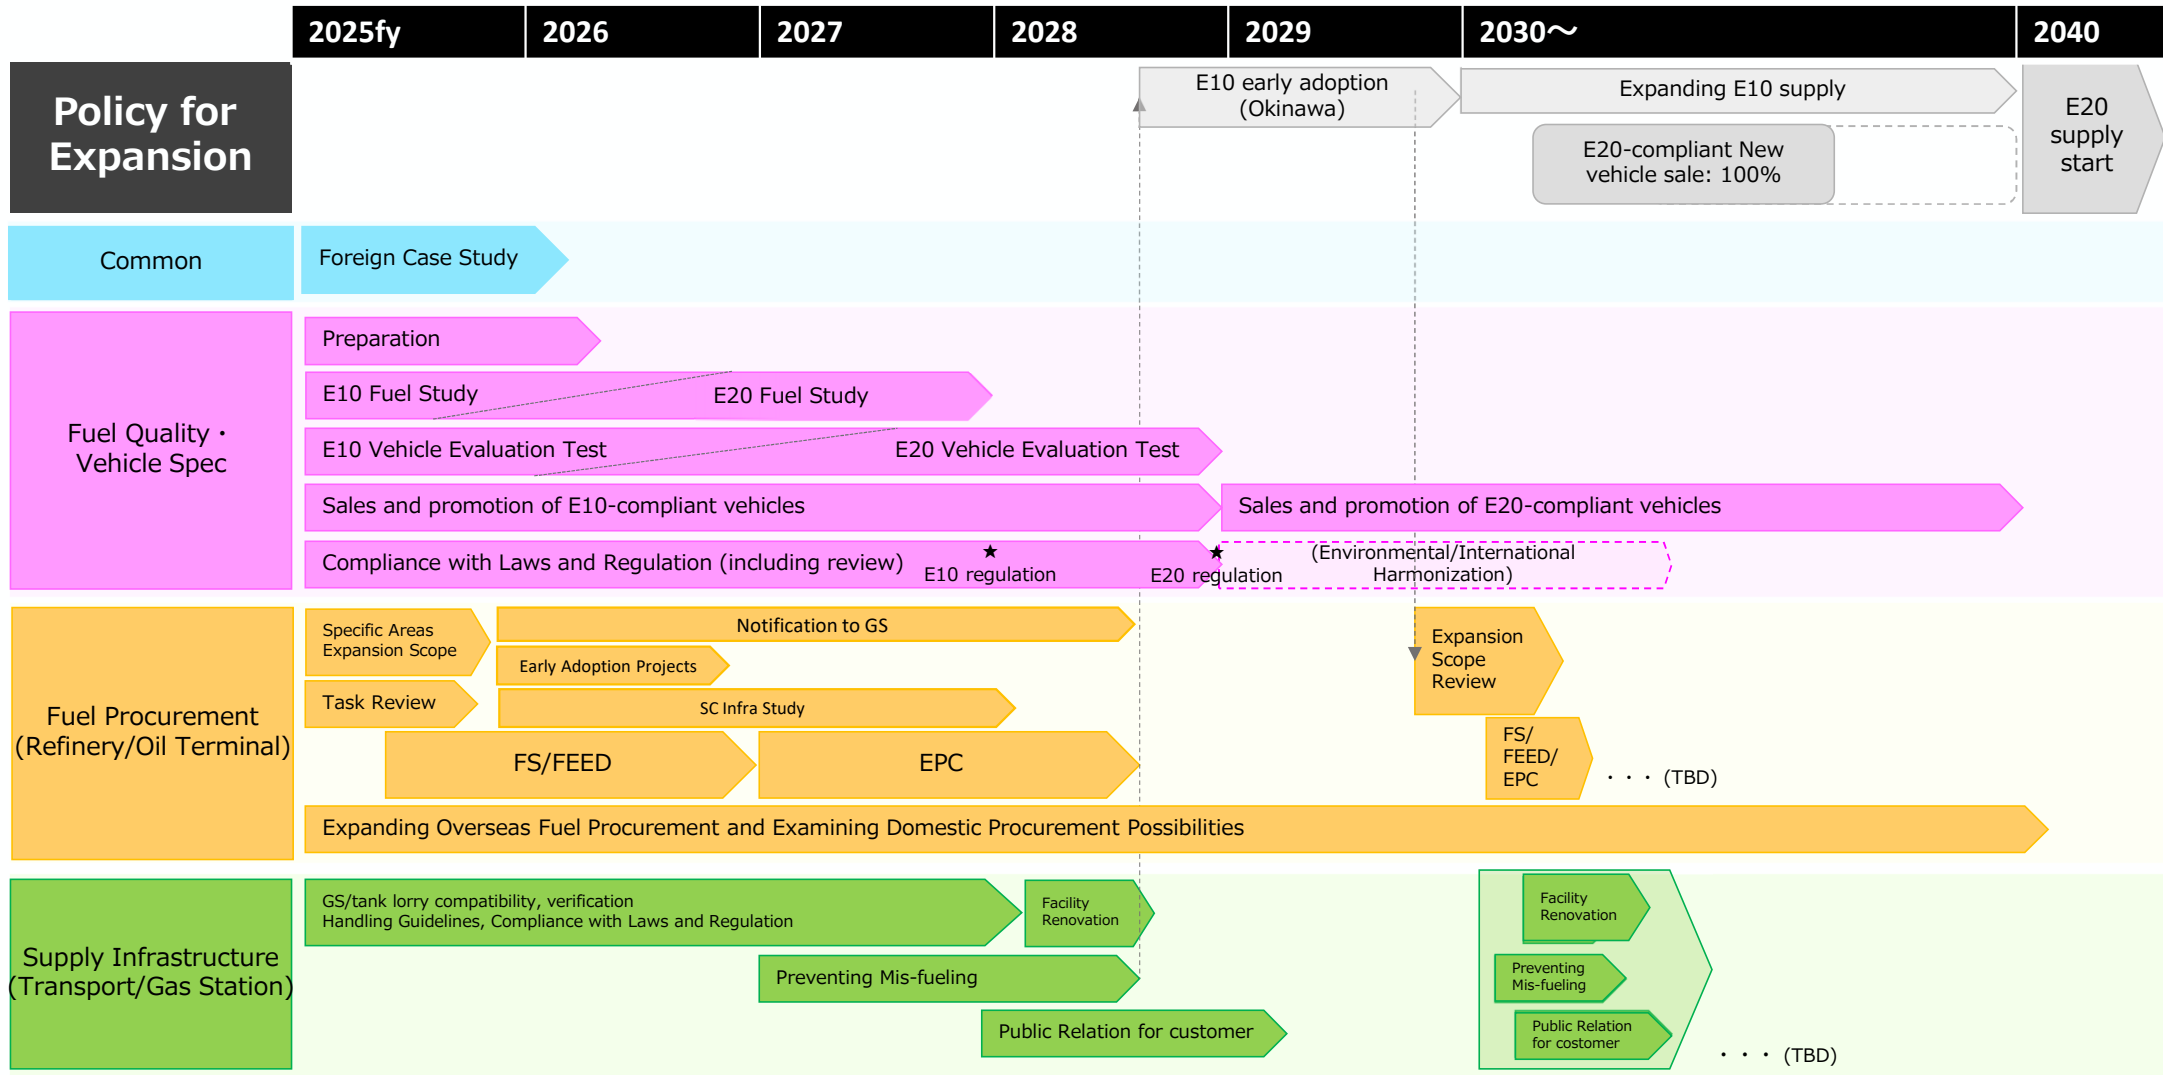 2025fy
2026
2027
2028
2029
2030〜
2040
Policy for
Expansion
E10 early adoption
(Okinawa)
Expanding E10 supply
E20-compliant New
vehicle sale: 100%
E20
supply
start
Common
Foreign Case Study
Fuel Quality・
Vehicle Spec
Preparation
E10 Fuel Study
E20 Fuel Study
E10 Vehicle Evaluation Test
E20 Vehicle Evaluation Test
Sales and promotion of E10-compliant vehicles
Sales and promotion of E20-compliant vehicles
Compliance with Laws and Regulation (including review)
★
E10 regulation
★
E20 regulation
(Environmental/International
Harmonization)
Fuel Procurement
(Refinery/Oil Terminal)
Specific Areas
Expansion Scope
Notification to GS
Early Adoption Projects
Task Review
SC Infra Study
FS/FEED
EPC
Expansion
Scope
Review
FS/
FEED/
EPC
・・・ (TBD)
Expanding Overseas Fuel Procurement and Examining Domestic Procurement Possibilities
Supply Infrastructure
(Transport/Gas Station)
GS/tank lorry compatibility, verification
Handling Guidelines, Compliance with Laws and Regulation
Facility
Renovation
Preventing Mis-fueling
Public Relation for customer
Facility
Renovation
Preventing
Mis-fueling
Public Relation
for costomer
・・・ (TBD)